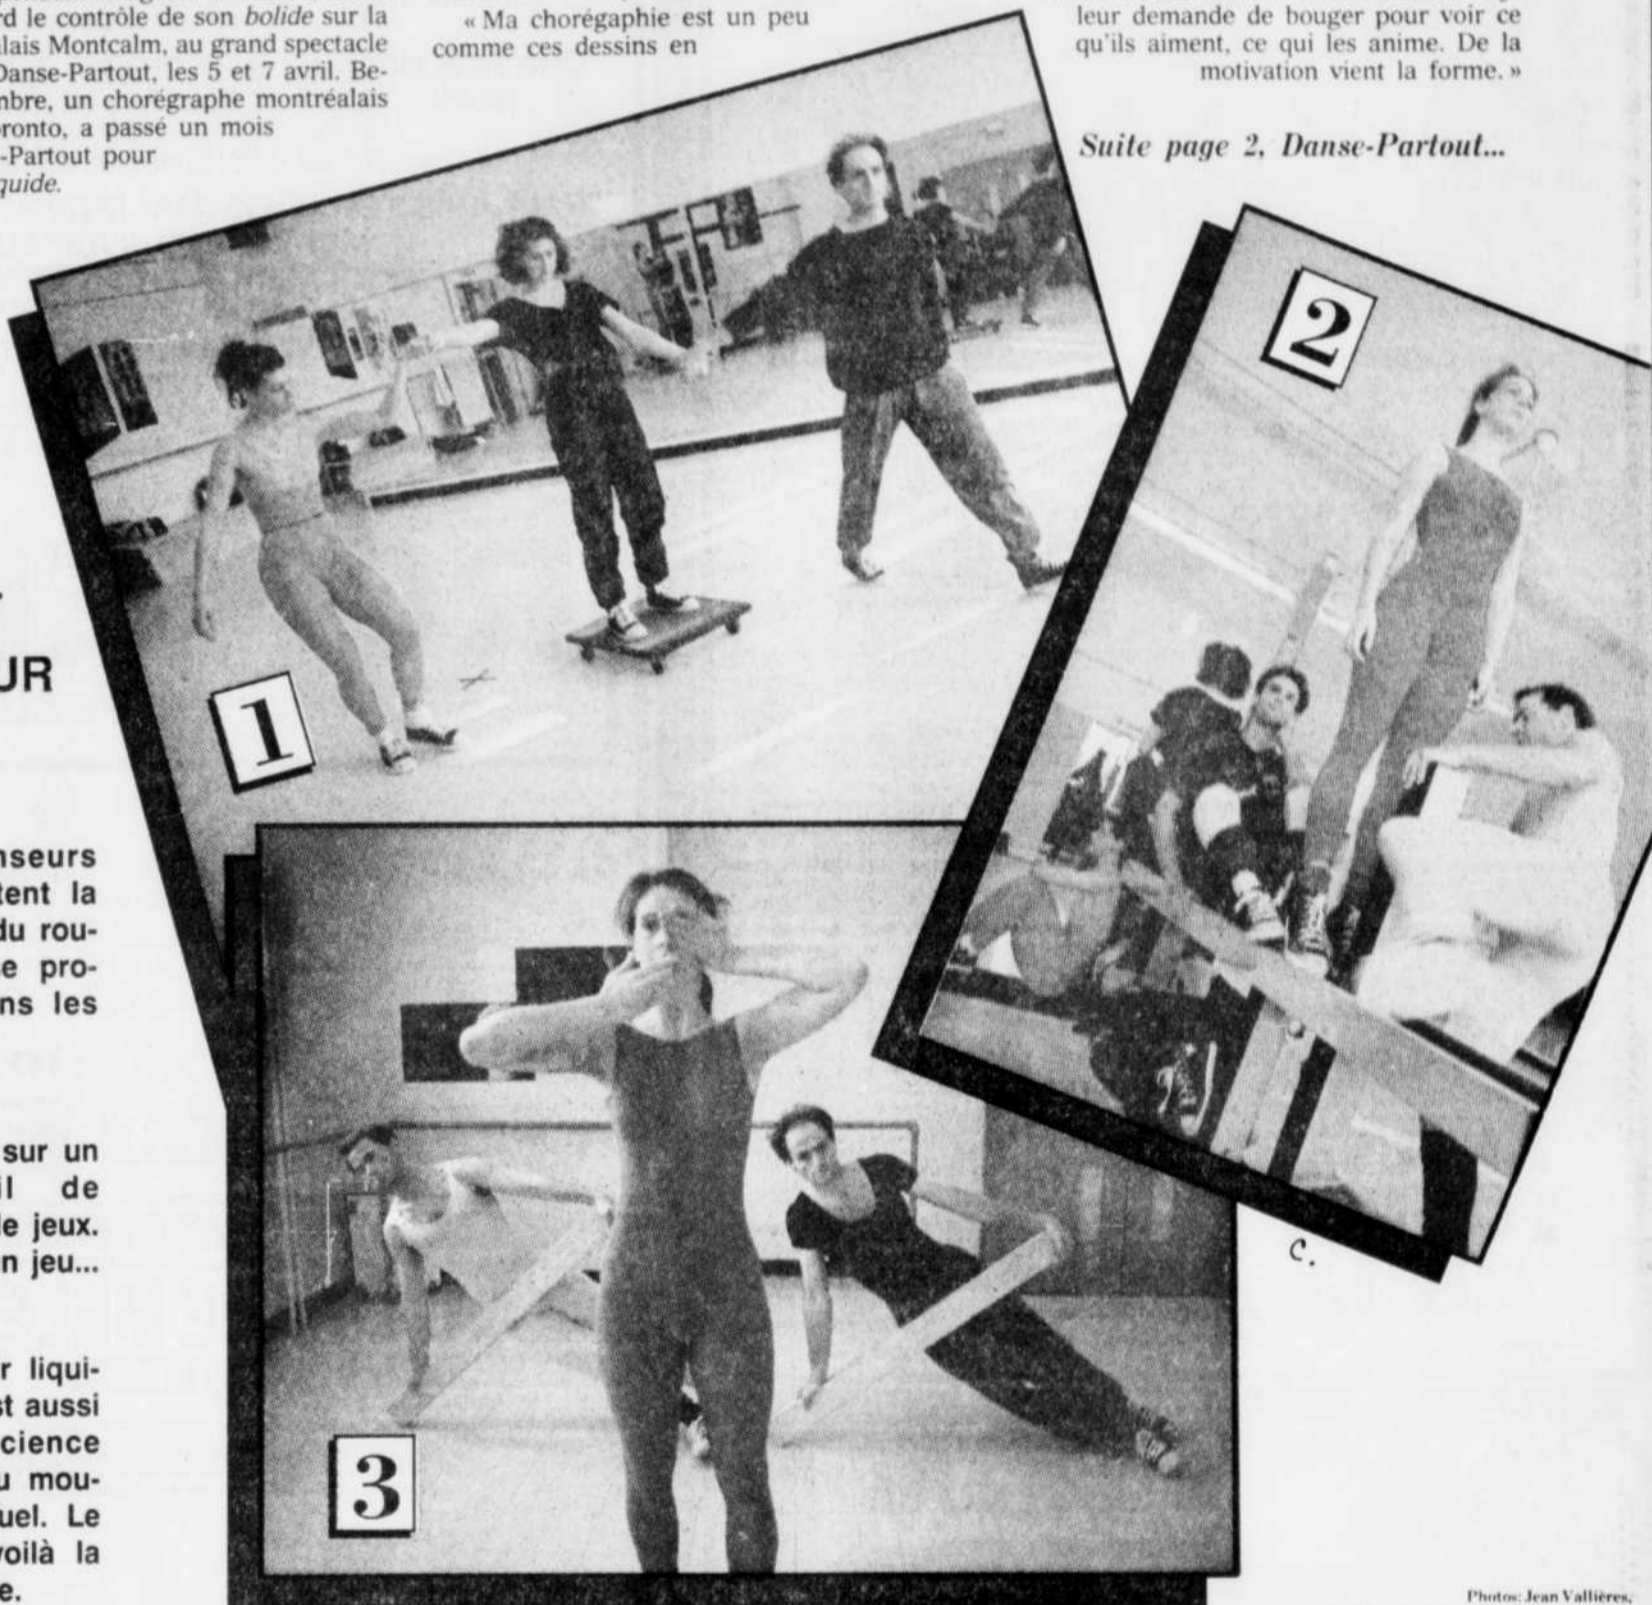 rd le contrôle de son bolide sur la
lais Montcalm, au grand spectacle
Danse-Partout, les 5 et 7 avril. Be-
mbre, un chorégraphe montréalais
oronto, a passé un mois
-Partout pour
quide.
« Ma chorégaphie est un peu
comme ces dessins en
leur demande de bouger pour voir ce
qu'ils aiment, ce qui les anime. De la
motivation vient la forme. »
Suite page 2, Danse-Partout...
1
2
3
UR
nseurs
tent la
du rou-
e pro-
ns les
sur un
il de
le jeux.
n jeu...
r liqui-
st aussi
cience
u mou-
uel. Le
voilà la
e.
C.
Photos: Jean Vallières,